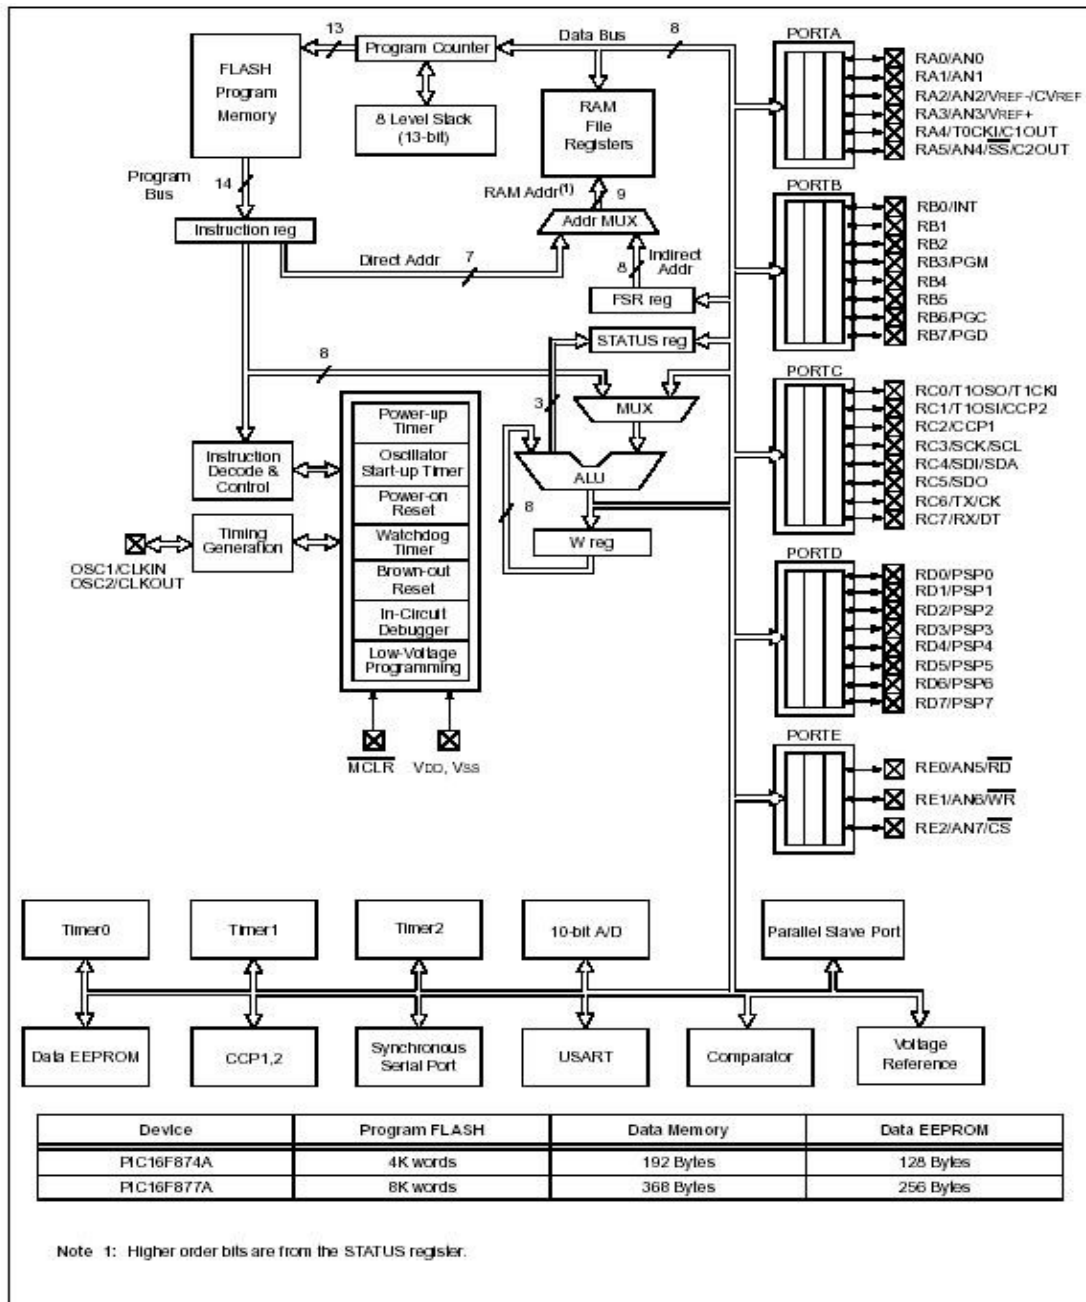 13
Data Bus
8
PORTA
FLASH
Program
Memory
Program Counter
8 Level Stack
(13-bit)
RAM
File
Registers
RA0/AN0
RA1/AN1
RA2/AN2/VREF-/CVREF
RA3/AN3/VREF+
RA4/T0CKI/C1OUT
RA5/AN4/SS/C2OUT
Program
Bus
14
RAM Addr(1)
9
PORTB
Instruction reg
Addr MUX
RB0/INT
RB1
RB2
RB3/PGM
RB4
RB5
RB6/PGC
RB7/PGD
Direct Addr
7
8
Indirect
Addr
FSR reg
STATUS reg
8
3
MUX
PORTC
RC0/T1OSO/T1CKI
RC1/T1OSI/CCP2
RC2/CCP1
RC3/SCK/SCL
RC4/SDI/SDA
RC5/SDO
RC6/TX/CK
RC7/RX/DT
Instruction
Decode &
Control
Power-up
Timer
Oscillator
Start-up Timer
Power-on
Reset
Watchdog
Timer
Brown-out
Reset
In-Circuit
Debugger
Low-Voltage
Programming
ALU
8
W reg
Timing
Generation
OSC1/CLKIN
OSC2/CLKOUT
PORTD
RD0/PSP0
RD1/PSP1
RD2/PSP2
RD3/PSP3
RD4/PSP4
RD5/PSP5
RD6/PSP6
RD7/PSP7
MCLR
VDD, VSS
PORTE
RE0/AN5/RD
RE1/AN6/WR
RE2/AN7/CS
Timer0
Timer1
Timer2
10-bit A/D
Parallel Slave Port
Data EEPROM
CCP1,2
Synchronous
Serial Port
USART
Comparator
Voltage
Reference
Device Program FLASH Data Memory Data EEPROM
PIC16F874A 4K words 192 Bytes 128 Bytes
PIC16F877A 8K words 368 Bytes 256 Bytes
Note 1: Higher order bits are from the STATUS register.